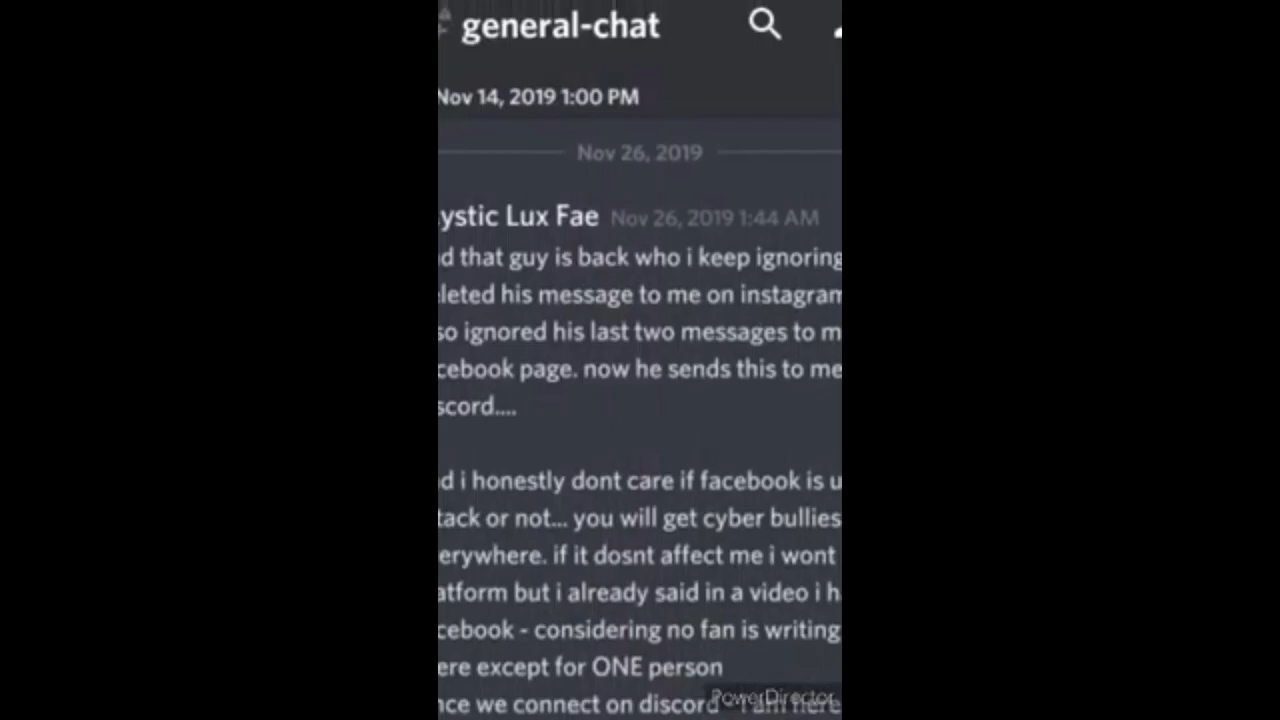 general-chat
Nov 14, 2019 1:00 PM
Nov 26, 2019
ystic Lux Fae Nov 26, 2019 1:44 AM
d that guy is back who i keep ignoring
leted his message to me on instagram
so ignored his last two messages to m
cebook page. now he sends this to me
scord....
d i honestly dont care if facebook is u
tack or not... you will get cyber bullies
erywhere. if it dosnt affect me i wont
atform but i already said in a video i h
cebook - considering no fan is writing
ere except for ONE person
nce we connect on discord - I am here
PowerDirector